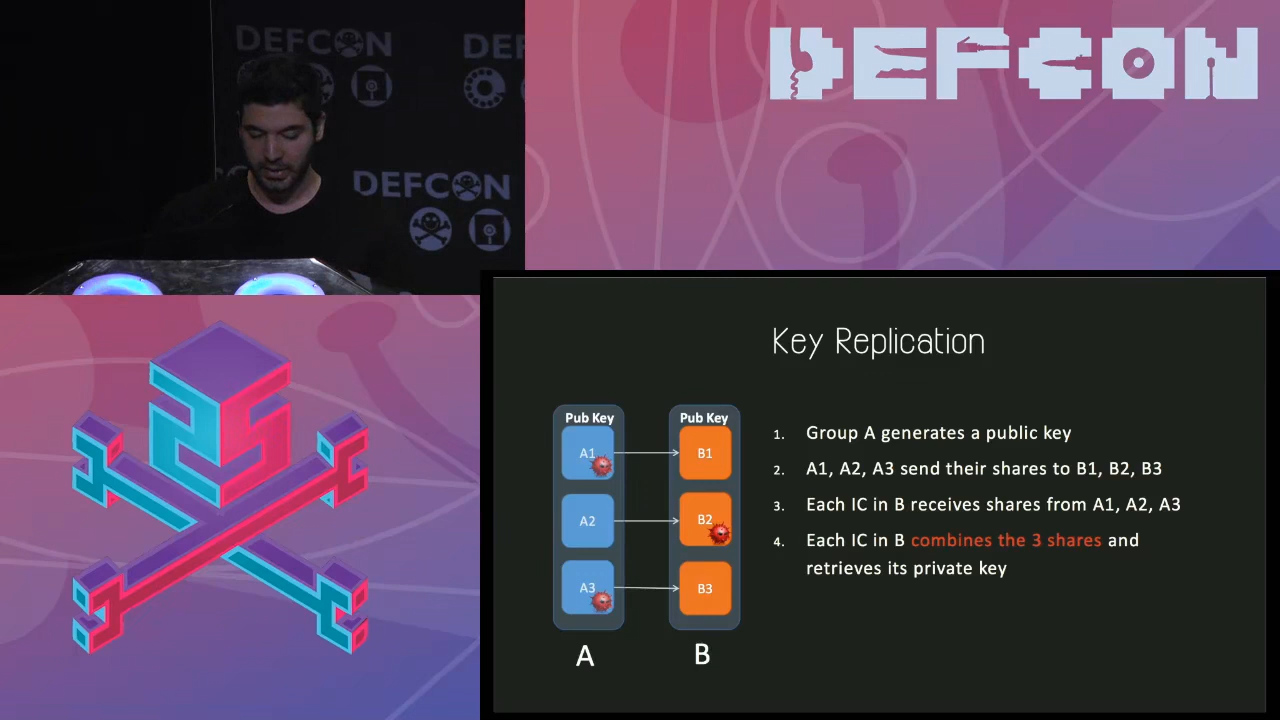 DEFCON
DEF
DEFCON
DEFCON
Key Replication
Pub Key
Pub Key
A1
B1
A2
B2
A3
B3
A
B
1. Group A generates a public key
2. A1, A2, A3 send their shares to B1, B2, B3
3. Each IC in B receives shares from A1, A2, A3
4. Each IC in B combines the 3 shares and
retrieves its private key